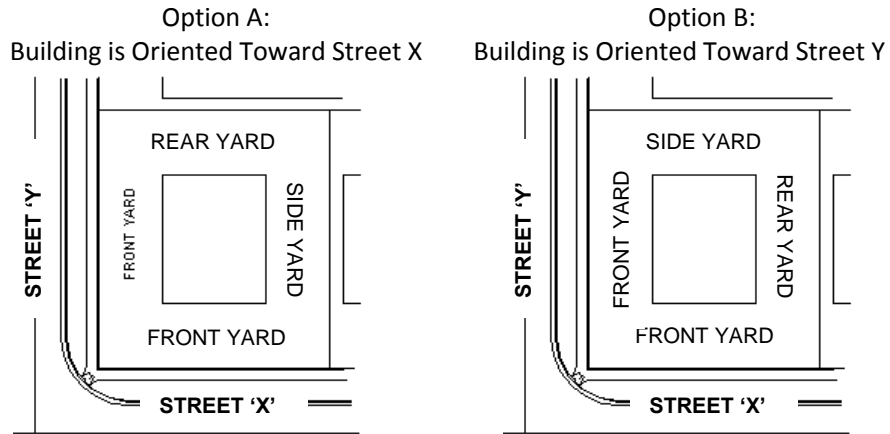 Option A:
Building is Oriented Toward Street X
REAR YARD
STREET ‘Y’
FRONT YARD
SIDE YARD
FRONT YARD
STREET ‘X’
Option B:
Building is Oriented Toward Street Y
SIDE YARD
STREET ‘Y’
FRONT YARD
REAR YARD
FRONT YARD
STREET ‘X’